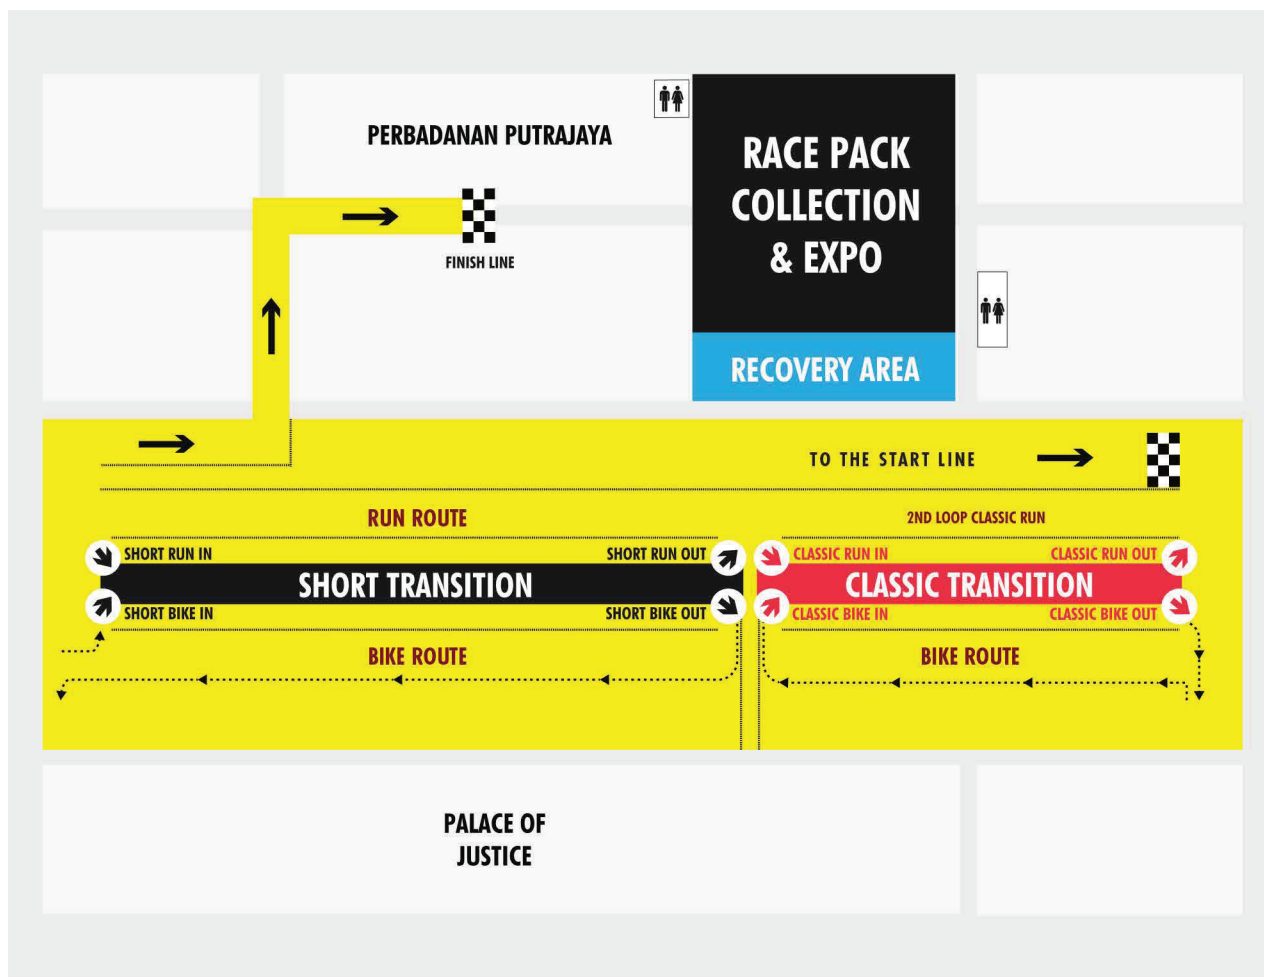 PERBADANAN PUTRAJAYA
RACE PACK
COLLECTION
& EXPO
FINISH LINE
RECOVERY AREA
TO THE START LINE
RUN ROUTE
2ND LOOP CLASSIC RUN
SHORT RUN IN
SHORT RUN OUT
CLASSIC RUN IN
CLASSIC RUN OUT
SHORT TRANSITION
CLASSIC TRANSITION
SHORT BIKE IN
SHORT BIKE OUT
CLASSIC BIKE IN
CLASSIC BIKE OUT
BIKE ROUTE
BIKE ROUTE
PALACE OF
JUSTICE